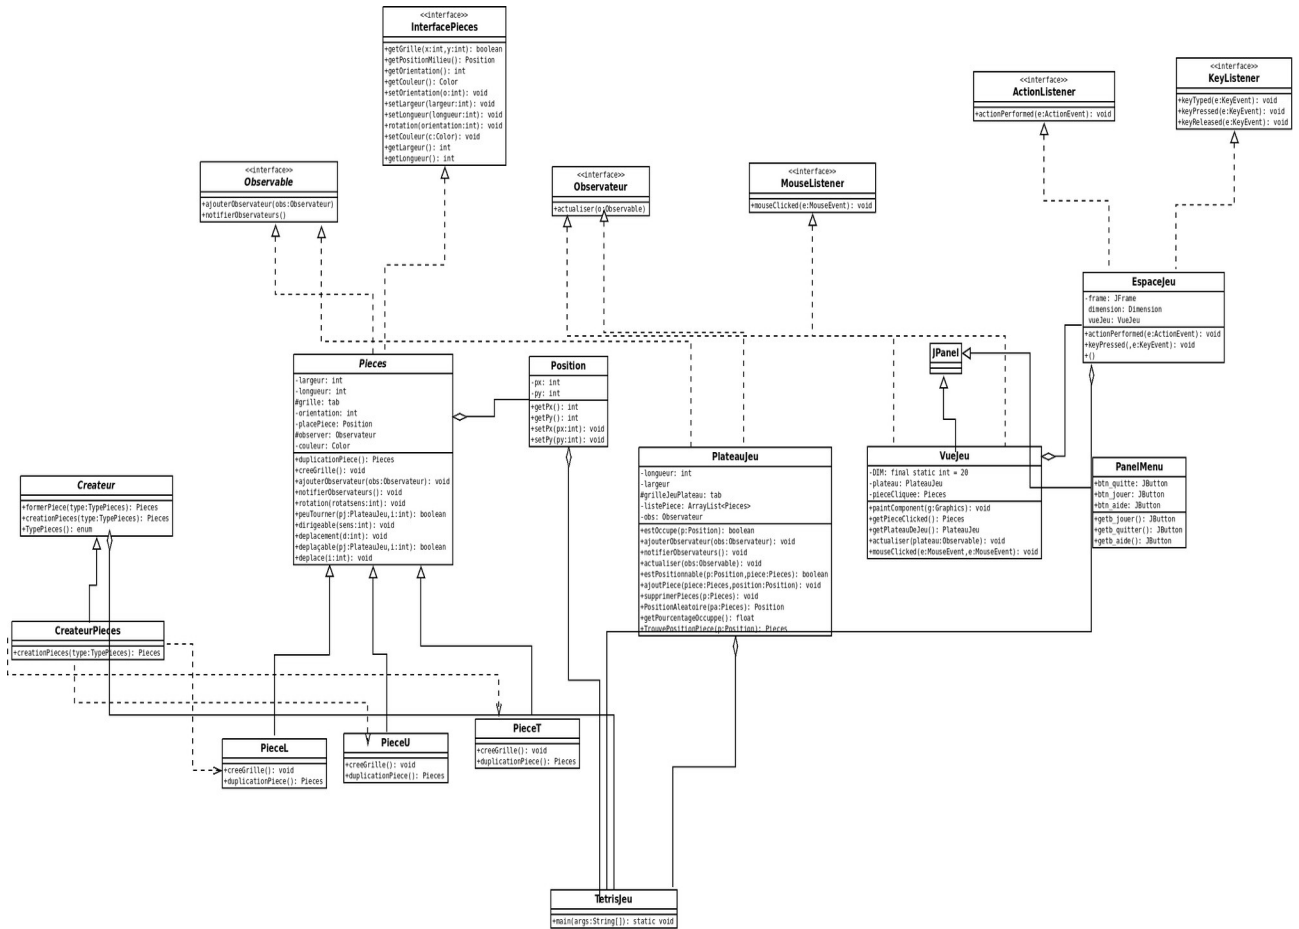 <<interface>>
InterfacePieces
+getGrille(x:int,y:int): boolean
+getPositionMilieu(): Position
+getOrientation(): int
+getCouleur(): Color
+setOrientation(o:int): void
+setLargeur(largeur:int): void
+setLongueur(longueur:int): void
+rotation(orientation:int): void
+setCouleur(c:Color): void
+getLargeur(): int
+getLongueur(): int
<<interface>>
ActionListener
+actionPerformed(e:ActionEvent): void
<<interface>>
KeyListener
+keyTyped(e:KeyEvent): void
+keyPressed(e:KeyEvent): void
+keyReleased(e:KeyEvent): void
<<interface>>
Observable
+ajouterObservateur(obs:Observateur)
+notifierObservateurs()
<<interface>>
Observateur
+actualiser(o:Observable)
<<interface>>
MouseListener
+mouseClicked(e:MouseEvent): void
EspaceJeu
-frame: JFrame
dimension: Dimension
vueJeu: VueJeu
+actionPerformed(e:ActionEvent): void
+keyPressed(,e:KeyEvent): void
+()
Pieces
-largeur: int
-longueur: int
#grille: tab
-orientation: int
-placePiece: Position
#observer: Observateur
-couleur: Color
+duplicationPiece(): Pieces
+creeGrille(): void
+ajouterObservateur(obs:Observateur): void
+notifierObservateurs(): void
+rotation(rotatsens:int): void
+peuTourner(pj:PlateauJeu,i:int): boolean
+dirigeable(sens:int): void
+deplacement(d:int): void
+deplaçable(pj:PlateauJeu,i:int): boolean
+deplace(i:int): void
Position
-px: int
-py: int
+getPx(): int
+getPy(): int
+setPx(px:int): void
+setPy(py:int): void
JPanel
PlateauJeu
-longueur: int
-largeur
#grilleJeuPlateau: tab
-listePiece: ArrayList<Pieces>
-obs: Observateur
+estOccupe(p:Position): boolean
+ajouterObservateur(obs:Observateur): void
+notifierObservateurs(): void
+actualiser(obs:Observable): void
+estPositionnable(p:Position,piece:Pieces): boolean
+ajoutPiece(piece:Pieces,position:Position): void
+supprimerPieces(p:Pieces): void
+PositionAleatoire(pa:Pieces): Position
+getPourcentageOccuppe(): float
+TrouvePositionPiece(p:Position): Pieces
VueJeu
-DIM: final static int = 20
-plateau: PlateauJeu
-pieceCliquee: Pieces
+paintComponent(g:Graphics): void
+getPieceClicked(): Pieces
+getPlateauDeJeu(): PlateauJeu
+actualiser(plateau:Observable): void
+mouseClicked(e:MouseEvent,e:MouseEvent): void
PanelMenu
+btn_quitte: JButton
+btn_jouer: JButton
+btn_aide: JButton
+getb_jouer(): JButton
+getb_quitter(): JButton
+getb_aide(): JButton
Createur
+formerPiece(type:TypePieces): Pieces
+creationPieces(type:TypePieces): Pieces
+TypePieces(): enum
CreateurPieces
+creationPieces(type:TypePieces): Pieces
PieceL
+creeGrille(): void
+duplicationPiece(): Pieces
PieceU
+creeGrille(): void
+duplicationPiece(): Pieces
PieceT
+creeGrille(): void
+duplicationPiece(): Pieces
TetrisJeu
+main(args:String[]): static void